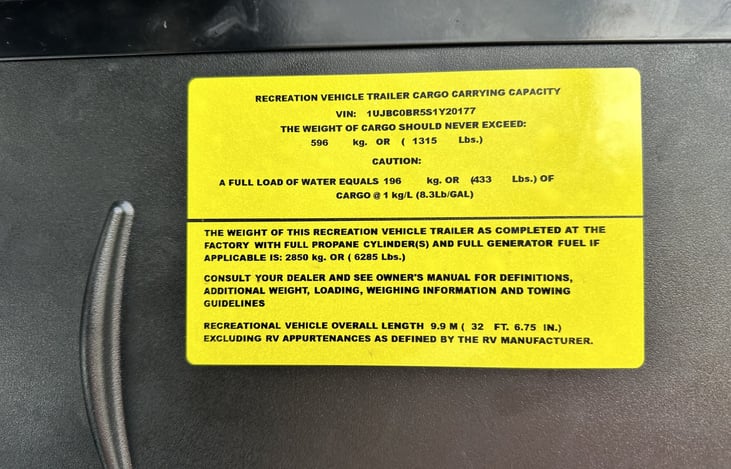 RECREATION VEHICLE TRAILER CARGO CARRYING CAPACITY
VIN: 1UJBC0BR5S1Y20177
THE WEIGHT OF CARGO SHOULD NEVER EXCEED:
596 kg. OR ( 1315 Lbs.)
CAUTION:
A FULL LOAD OF WATER EQUALS 196 kg. OR (433 Lbs.) OF
CARGO @ 1 kg/L (8.3Lb/GAL)
THE WEIGHT OF THIS RECREATION VEHICLE TRAILER AS COMPLETED AT THE
FACTORY WITH FULL PROPANE CYLINDER(S) AND FULL GENERATOR FUEL IF
APPLICABLE IS: 2850 kg. OR ( 6285 Lbs.)
CONSULT YOUR DEALER AND SEE OWNER'S MANUAL FOR DEFINITIONS,
ADDITIONAL WEIGHT, LOADING, WEIGHING INFORMATION AND TOWING
GUIDELINES
RECREATIONAL VEHICLE OVERALL LENGTH 9.9 M ( 32 FT. 6.75 IN.)
EXCLUDING RV APPURTENANCES AS DEFINED BY THE RV MANUFACTURER.